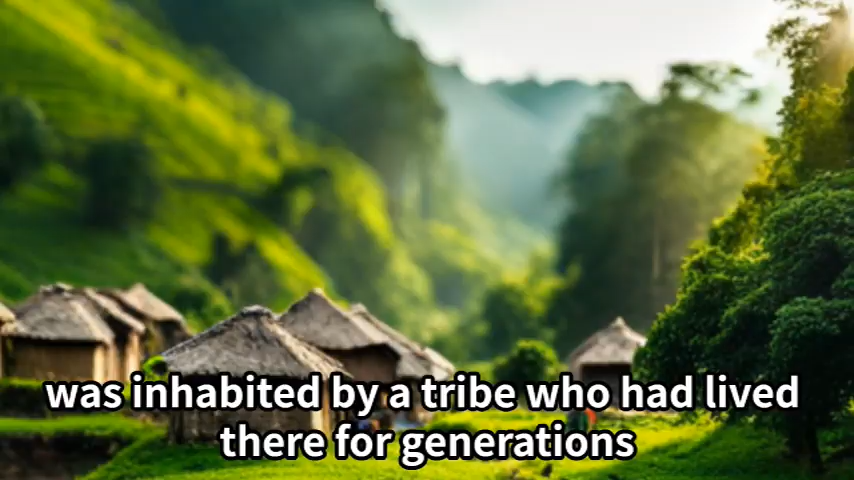 was inhabited by a tribe who had lived
there for generations